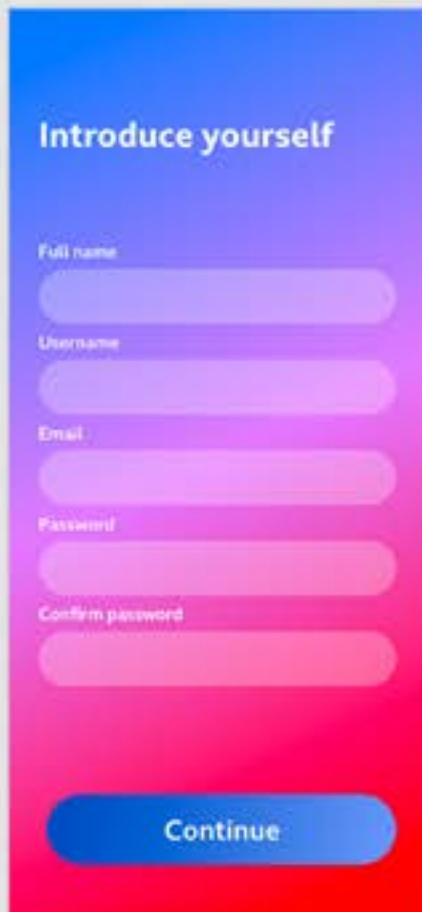 Introduce yourself
Full name
Username
Email
Password
Confirm password
Continue